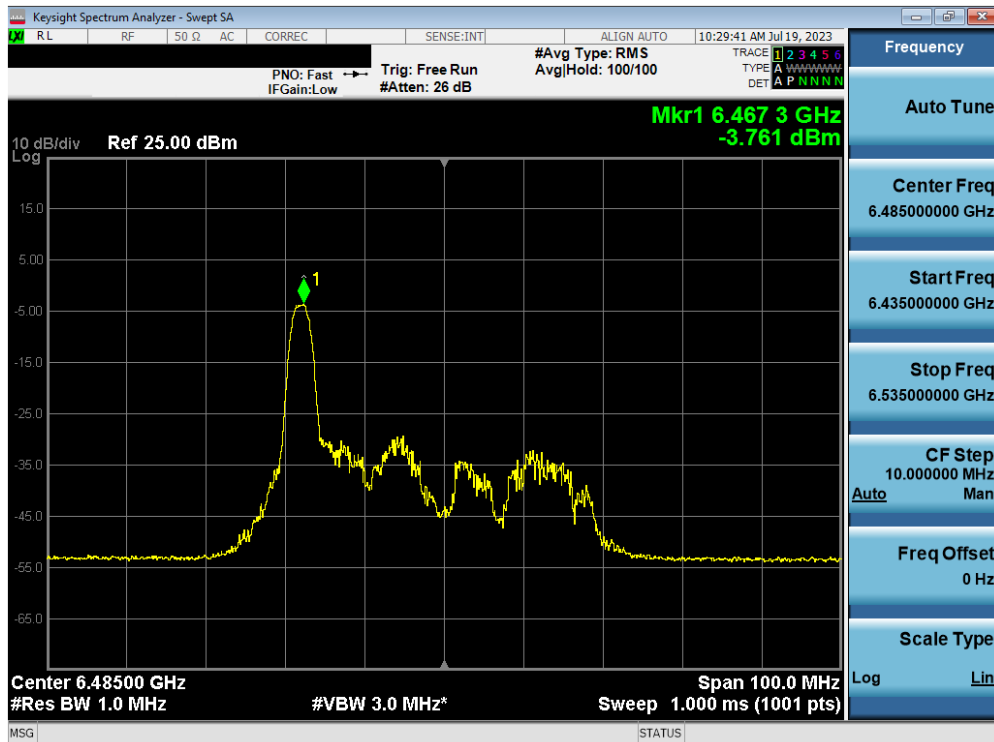 Keysight Spectrum Analyzer - Swept SA
LXI RL RF 50 Ω AC CORREC SENSE:INT ALIGN AUTO 10:29:41 AM Jul 19, 2023
PNO: Fast
IFGain:Low
Trig: Free Run
#Atten: 26 dB
#Avg Type: RMS
Avg|Hold: 100/100
TRACE 1 2 3 4 5 6
TYPE A WWWWW
DET A P N N N N
Mkr1 6.467 3 GHz
-3.761 dBm
10 dB/div Ref 25.00 dBm
Log
15.0
5.00
1
-5.00
-15.0
-25.0
-35.0
-45.0
-55.0
-65.0
Center 6.48500 GHz Span 100.0 MHz
#Res BW 1.0 MHz #VBW 3.0 MHz* Sweep 1.000 ms (1001 pts)
MSG STATUS
Frequency
Auto Tune
Center Freq
6.485000000 GHz
Start Freq
6.435000000 GHz
Stop Freq
6.535000000 GHz
CF Step
10.000000 MHz
Auto Man
Freq Offset
0 Hz
Scale Type
Log Lin